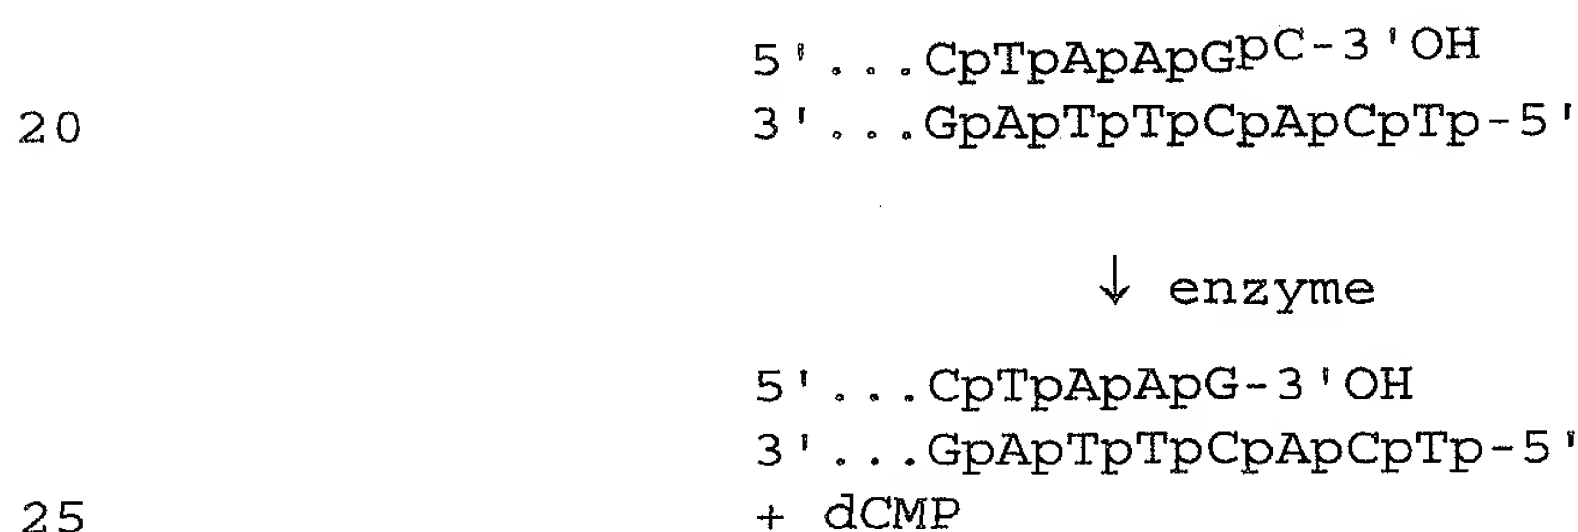 5'...CpTpApApGpC-3'OH
20 3'...GpApTpTpCpApCpTp-5'
↓ enzyme
5'...CpTpApApG-3'OH
3'...GpApTpTpCpApCpTp-5'
25 + dCMP